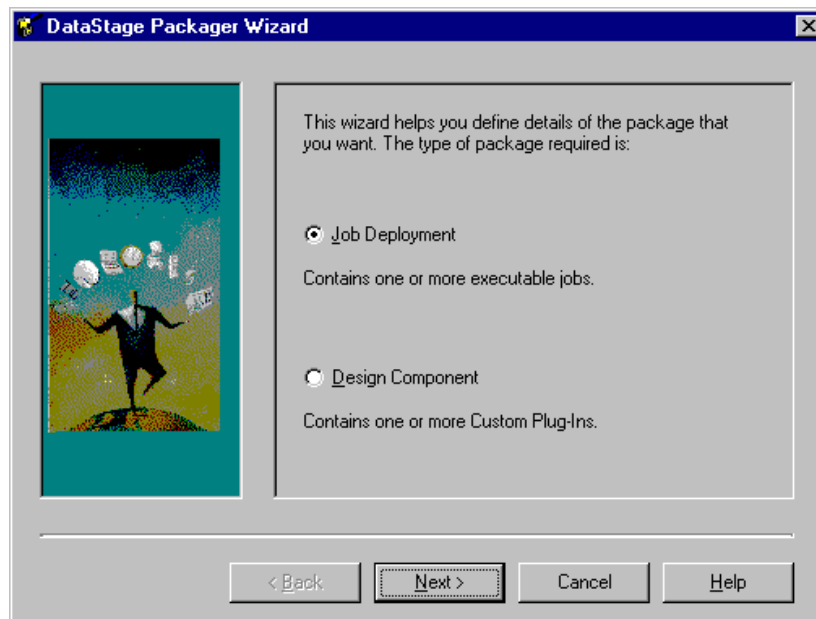 DataStage Packager Wizard
This wizard helps you define details of the package that
you want. The type of package required is:
Job Deployment
Contains one or more executable jobs.
Design Component
Contains one or more Custom Plug-Ins.
< Back
Next >
Cancel
Help